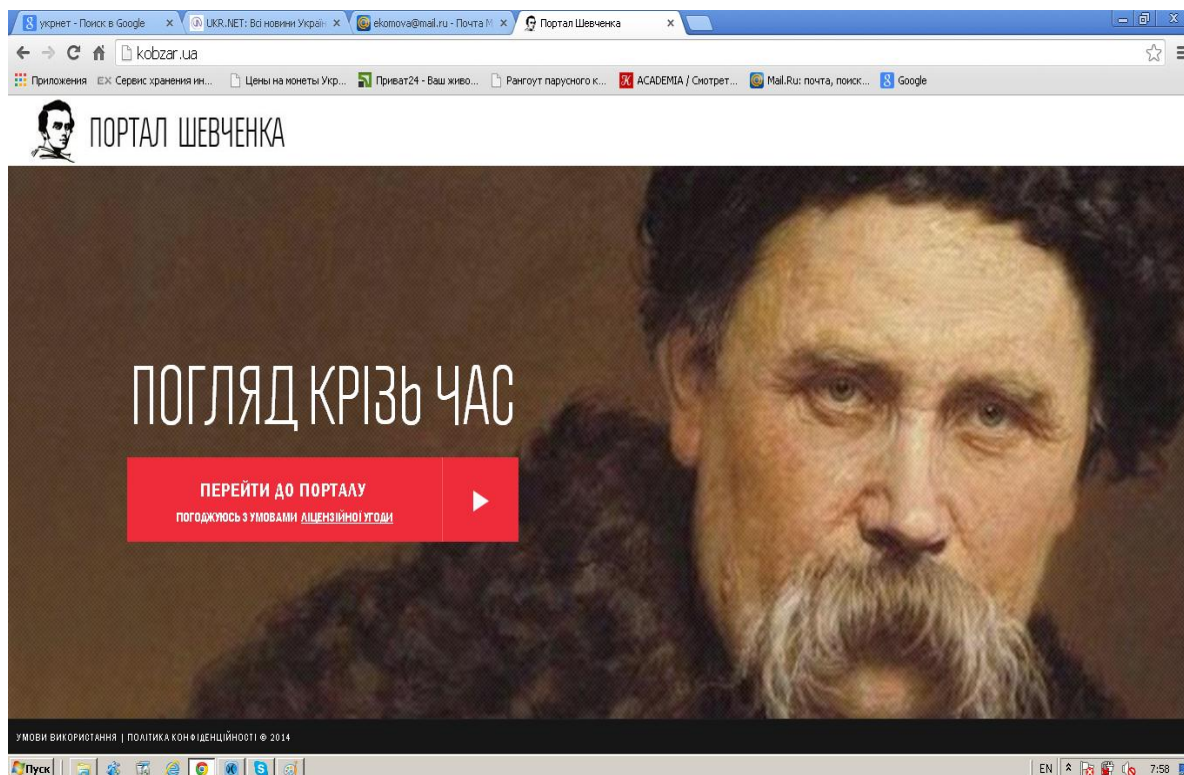 укрнет - Поиск в Google
UKR.NET: Всі новини Україн
ekomova@mail.ru - Почта М
Портал Шевченка
kobzar.ua
Приложения
EX Сервис хранения ин...
Цены на монеты Укр...
Приват24 - Ваш живо...
Рангоут парусного к...
ACADEMIA / Смотрет...
Mail.Ru: почта, поиск...
Google
ПОРТАЛ ШЕВЧЕНКА
ПОГЛЯД КРІЗЬ ЧАС
ПЕРЕЙТИ ДО ПОРТАЛУ
ПОГОДЖУЮСЬ З УМОВАМИ ЛІЦЕНЗІЙНОЇ УГОДИ
УМОВИ ВИКОРИСТАННЯ | ПОЛІТИКА КОНФІДЕНЦІЙНОСТІ © 2014
Пуск
EN
7:58